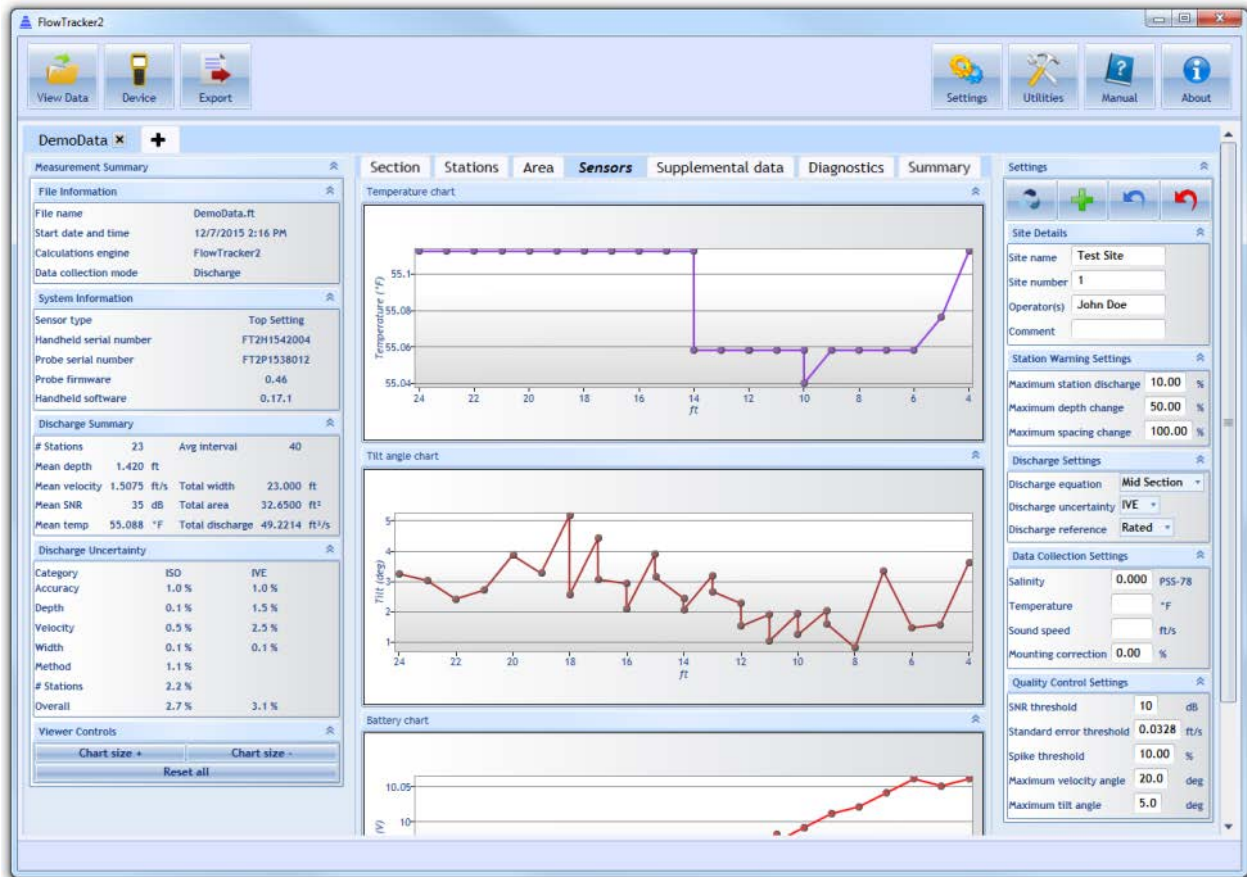 FlowTracker2
View Data Device Export Settings Utilities Manual About
DemoData
Measurement Summary
File Information
File name DemoData.ft
Start date and time 12/7/2015 2:16 PM
Calculations engine FlowTracker2
Data collection mode Discharge
System Information
Sensor type Top Setting
Handheld serial number FT2H1542004
Probe serial number FT2P1538012
Probe firmware 0.46
Handheld software 0.17.1
Discharge Summary
# Stations 23 Avg interval 40
Mean depth 1.420 ft
Mean velocity 1.5075 ft/s Total width 23.000 ft
Mean SNR 35 dB Total area 32.6500 ft²
Mean temp 55.088 °F Total discharge 49.2214 ft³/s
Discharge Uncertainty
Category ISO IVE
Accuracy 1.0 % 1.0 %
Depth 0.1 % 1.5 %
Velocity 0.5 % 2.5 %
Width 0.1 % 0.1 %
Method 1.1 %
# Stations 2.2 %
Overall 2.7 % 3.1 %
Viewer Controls
Chart size + Chart size -
Reset all
Section Stations Area Sensors Supplemental data Diagnostics Summary
Temperature chart
Temperature (°F)
55.1
55.08
55.06
55.04
24 22 20 18 16 14 12 10 8 6 4
ft
Tilt angle chart
Tilt (deg)
5
4
3
2
1
24 22 20 18 16 14 12 10 8 6 4
ft
Battery chart
10.05
10
(V)
Settings
Site Details
Site name Test Site
Site number 1
Operator(s) John Doe
Comment
Station Warning Settings
Maximum station discharge 10.00 %
Maximum depth change 50.00 %
Maximum spacing change 100.00 %
Discharge Settings
Discharge equation Mid Section
Discharge uncertainty IVE
Discharge reference Rated
Data Collection Settings
Salinity 0.000 PSS-78
Temperature °F
Sound speed ft/s
Mounting correction 0.00 %
Quality Control Settings
SNR threshold 10 dB
Standard error threshold 0.0328 ft/s
Spike threshold 10.00 %
Maximum velocity angle 20.0 deg
Maximum tilt angle 5.0 deg